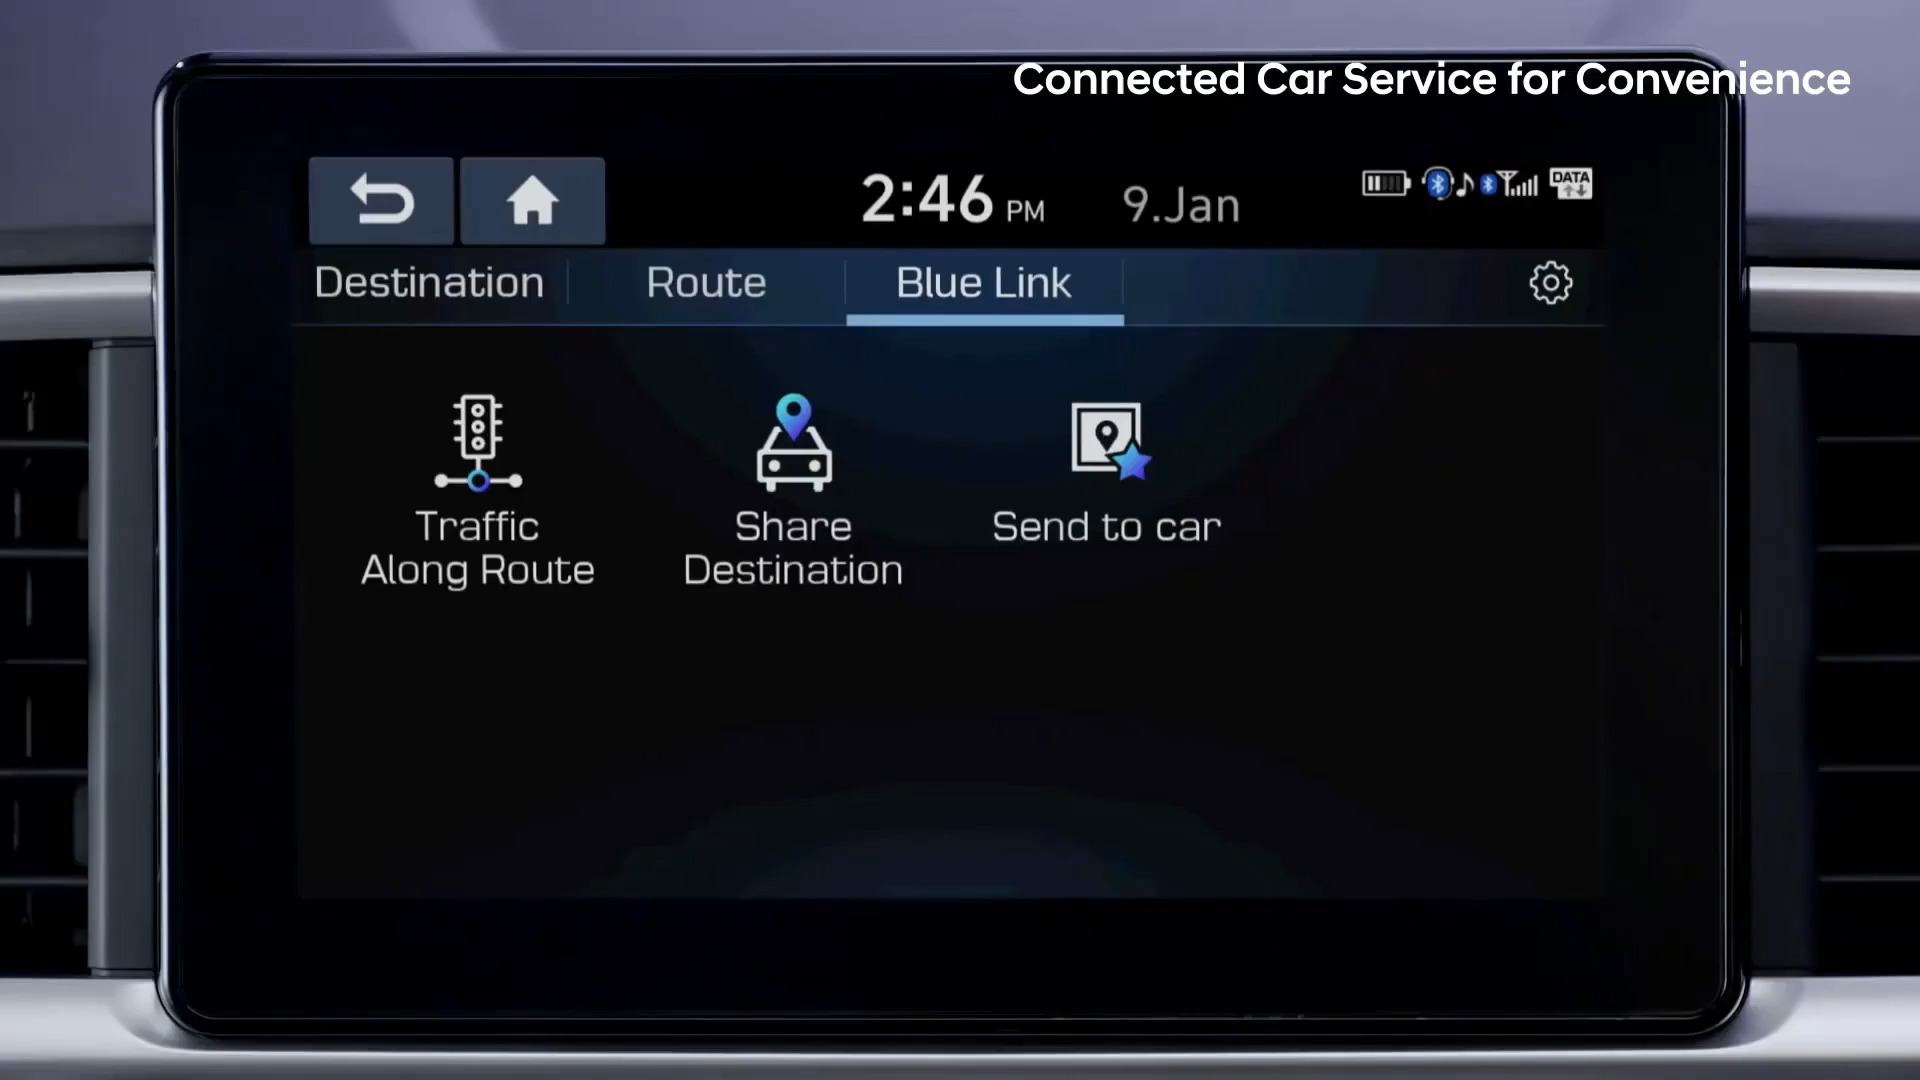 Connected Car Service for Convenience
2:46 PM 9.Jan
DATA
Destination Route Blue Link
Traffic
Along Route
Share
Destination
Send to car